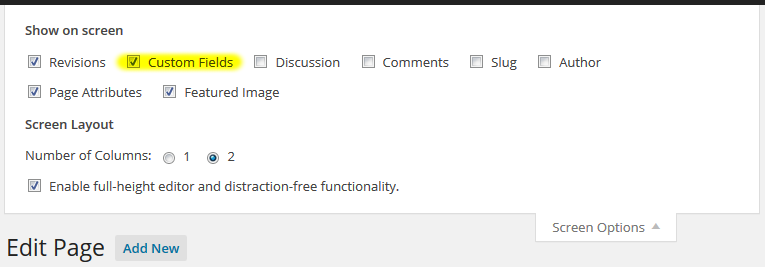 Show on screen
Revisions Custom Fields Discussion Comments Slug Author
Page Attributes Featured Image
Screen Layout
Number of Columns: 1 2
Enable full-height editor and distraction-free functionality.
Screen Options
Edit Page Add New